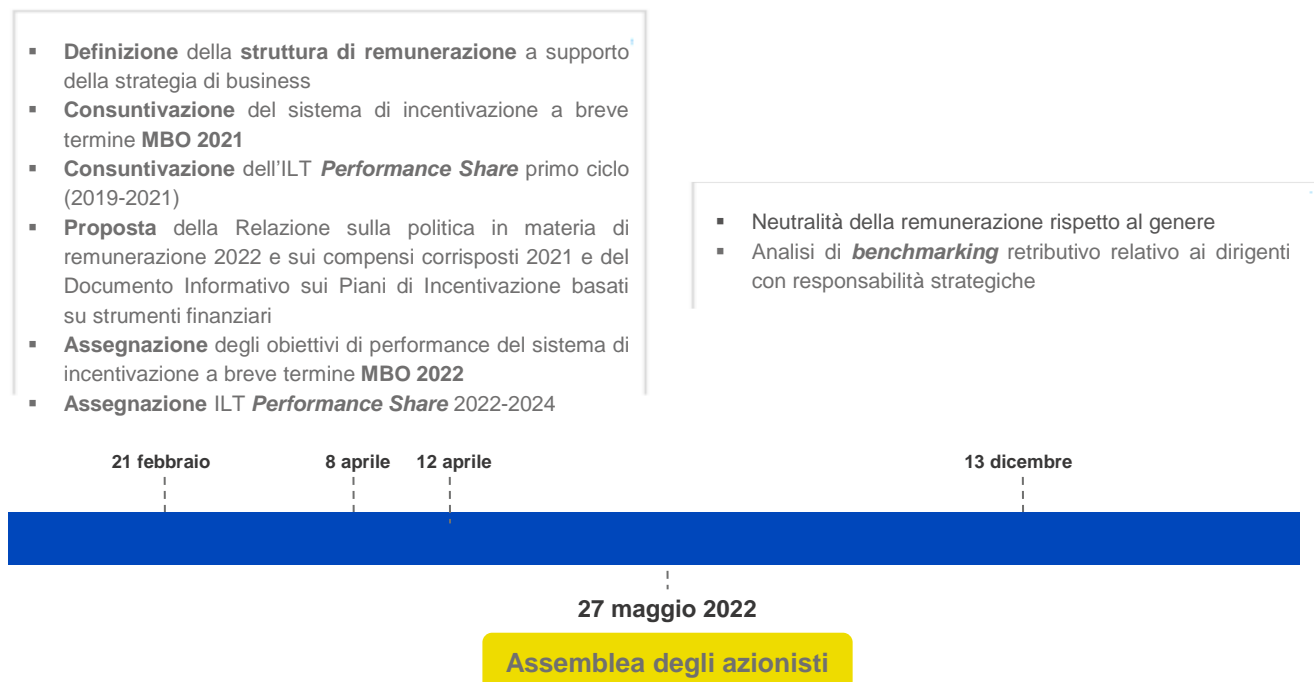 ▪ Definizione della struttura di remunerazione a supporto
della strategia di business
▪ Consuntivazione del sistema di incentivazione a breve
termine MBO 2021
▪ Consuntivazione dell'ILT Performance Share primo ciclo
(2019-2021)
▪ Proposta della Relazione sulla politica in materia di
remunerazione 2022 e sui compensi corrisposti 2021 e del
Documento Informativo sui Piani di Incentivazione basati
su strumenti finanziari
▪ Assegnazione degli obiettivi di performance del sistema di
incentivazione a breve termine MBO 2022
▪ Assegnazione ILT Performance Share 2022-2024
▪ Neutralità della remunerazione rispetto al genere
▪ Analisi di benchmarking retributivo relativo ai dirigenti
con responsabilità strategiche
21 febbraio
8 aprile
12 aprile
13 dicembre
27 maggio 2022
Assemblea degli azionisti